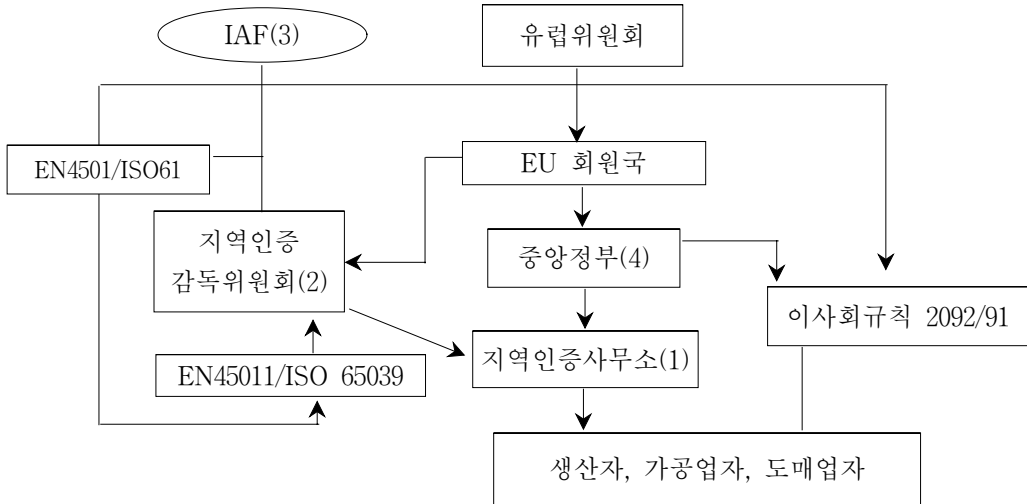 IAF(3)
유럽위원회
EN4501/ISO61
EU 회원국
지역인증
감독위원회(2)
중앙정부(4)
이사회규칙 2092/91
EN45011/ISO 65039
지역인증사무소(1)
생산자, 가공업자, 도매업자